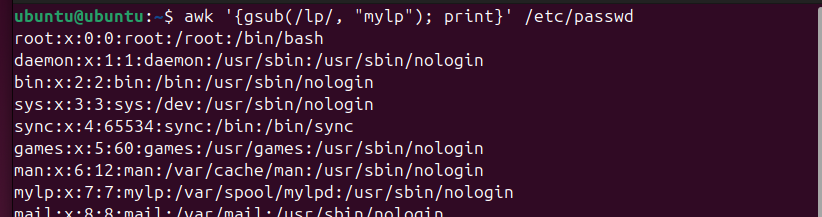 ubuntu@ubuntu:~$ awk '{gsub(/lp/, "mylp"); print}' /etc/passwd
root:x:0:0:root:/root:/bin/bash
daemon:x:1:1:daemon:/usr/sbin:/usr/sbin/nologin
bin:x:2:2:bin:/bin:/usr/sbin/nologin
sys:x:3:3:sys:/dev:/usr/sbin/nologin
sync:x:4:65534:sync:/bin:/bin/sync
games:x:5:60:games:/usr/games:/usr/sbin/nologin
man:x:6:12:man:/var/cache/man:/usr/sbin/nologin
mylp:x:7:7:mylp:/var/spool/mylpd:/usr/sbin/nologin
mail:x:8:8:mail:/var/mail:/usr/sbin/nologin